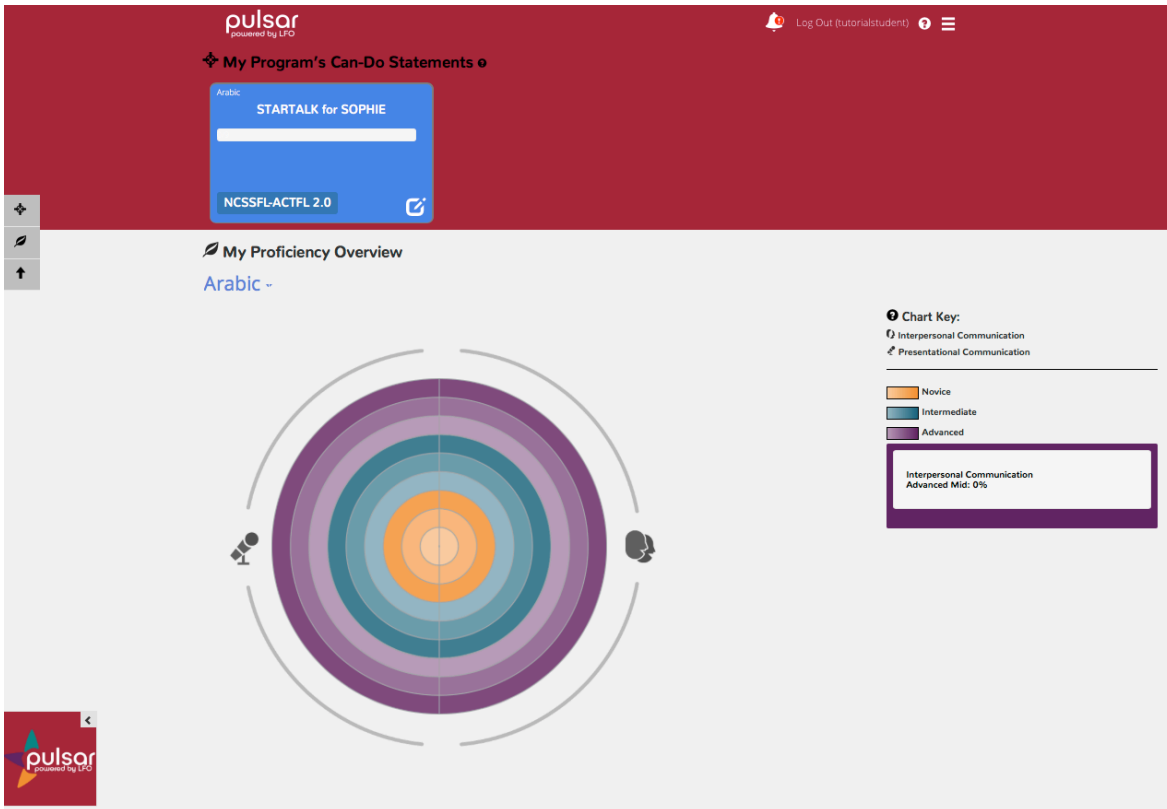 pulsar
powered by LFO
Log Out (tutorialstudent)
My Program's Can-Do Statements
Arabic
STARTALK for SOPHIE
NCSSFL-ACTFL 2.0
My Proficiency Overview
Arabic
Chart Key:
Interpersonal Communication
Presentational Communication
Novice
Intermediate
Advanced
Interpersonal Communication
Advanced Mid: 0%
pulsar
powered by LFO